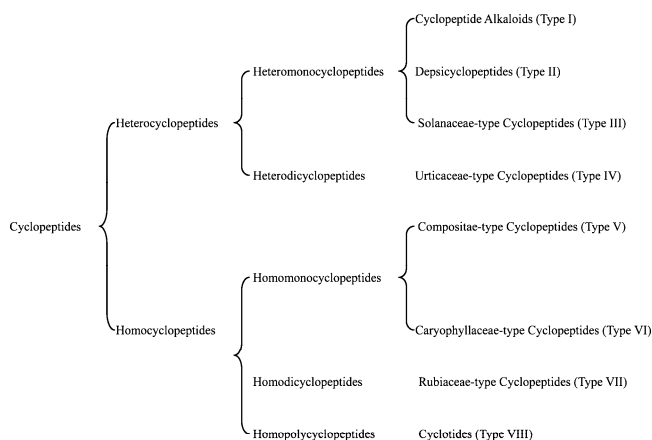 Cyclopeptide Alkaloids (Type I)
Heteromonocyclopeptides
Depsicyclopeptides (Type II)
Heterocyclopeptides
Solanaceae-type Cyclopeptides (Type III)
Heterodicyclopeptides
Urticaceae-type Cyclopeptides (Type IV)
Cyclopeptides
Compositae-type Cyclopeptides (Type V)
Homomonocyclopeptides
Homocyclopeptides
Caryophyllaceae-type Cyclopeptides (Type VI)
Homodicyclopeptides
Rubiaceae-type Cyclopeptides (Type VII)
Homopolycyclopeptides
Cyclotides (Type VIII)